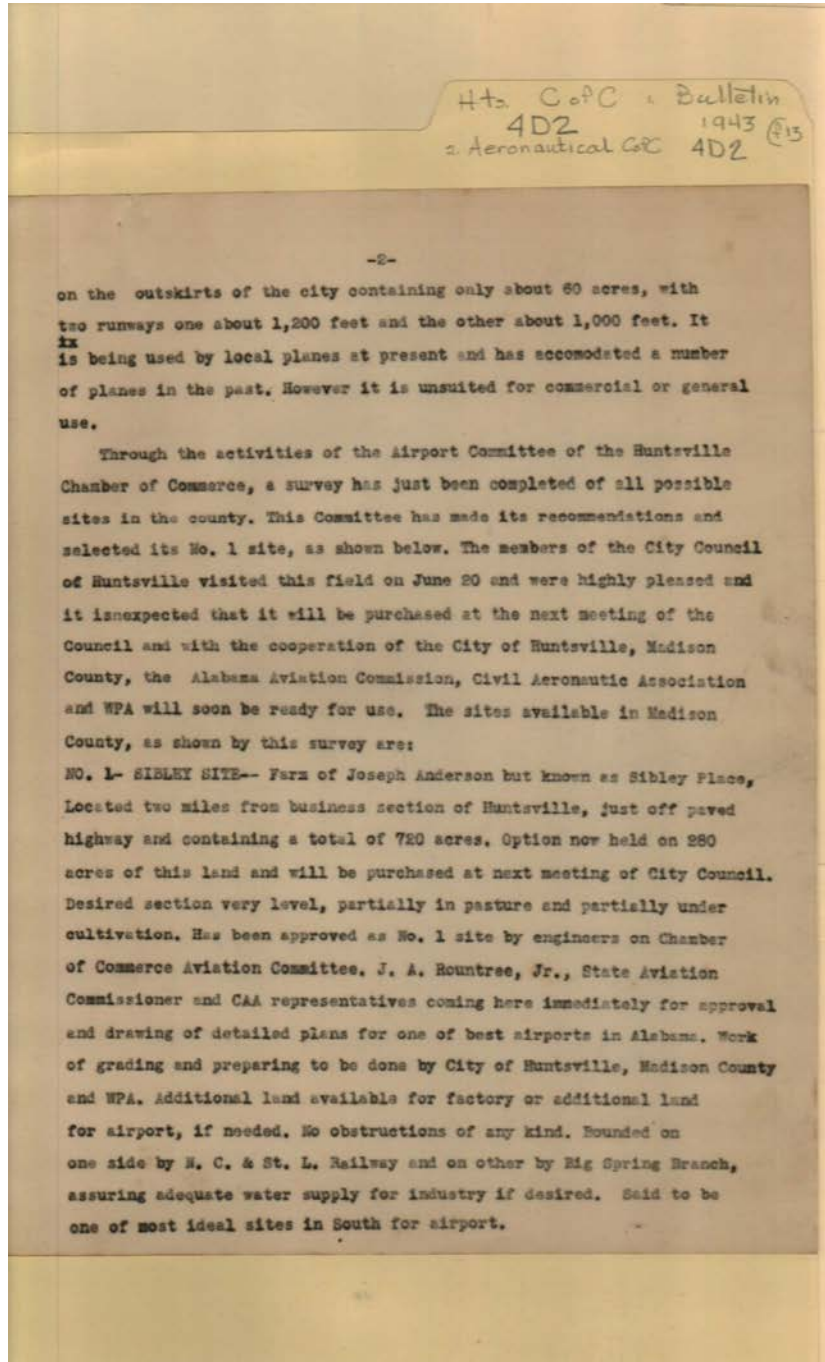 Hts. C of C : Bulletin
4D2 1943
2. Aeronautical CofC 4D2
-2-
on the outskirts of the city containing only about 60 acres, with
two runways one about 1,200 feet and the other about 1,000 feet. It
ix
is being used by local planes at present and has accomodated a number
of planes in the past. However it is unsuited for commercial or general
use.
Through the activities of the Airport Committee of the Huntsville
Chamber of Commerce, a survey has just been completed of all possible
sites in the county. This Committee has made its recommendations and
selected its No. 1 site, as shown below. The members of the City Council
of Huntsville visited this field on June 20 and were highly pleased and
it isnexpected that it will be purchased at the next meeting of the
Council and with the cooperation of the City of Huntsville, Madison
County, the Alabama Aviation Commission, Civil Aeronautic Association
and WPA will soon be ready for use. The sites available in Madison
County, as shown by this survey are:
NO. 1- SIBLEY SITE-- Farm of Joseph Anderson but known as Sibley Place,
Located two miles from business section of Huntsville, just off paved
highway and containing a total of 720 acres. Option now held on 280
acres of this land and will be purchased at next meeting of City Council.
Desired section very level, partially in pasture and partially under
cultivation. Has been approved as No. 1 site by engineers on Chamber
of Commerce Aviation Committee. J. A. Rountree, Jr., State Aviation
Commissioner and CAA representatives coming here immediately for approval
and drawing of detailed plans for one of best airports in Alabama. Work
of grading and preparing to be done by City of Huntsville, Madison County
and WPA. Additional land available for factory or additional land
for airport, if needed. No obstructions of any kind. Bounded on
one side by N. C. & St. L. Railway and on other by Big Spring Branch,
assuring adequate water supply for industry if desired. Said to be
one of most ideal sites in South for airport.